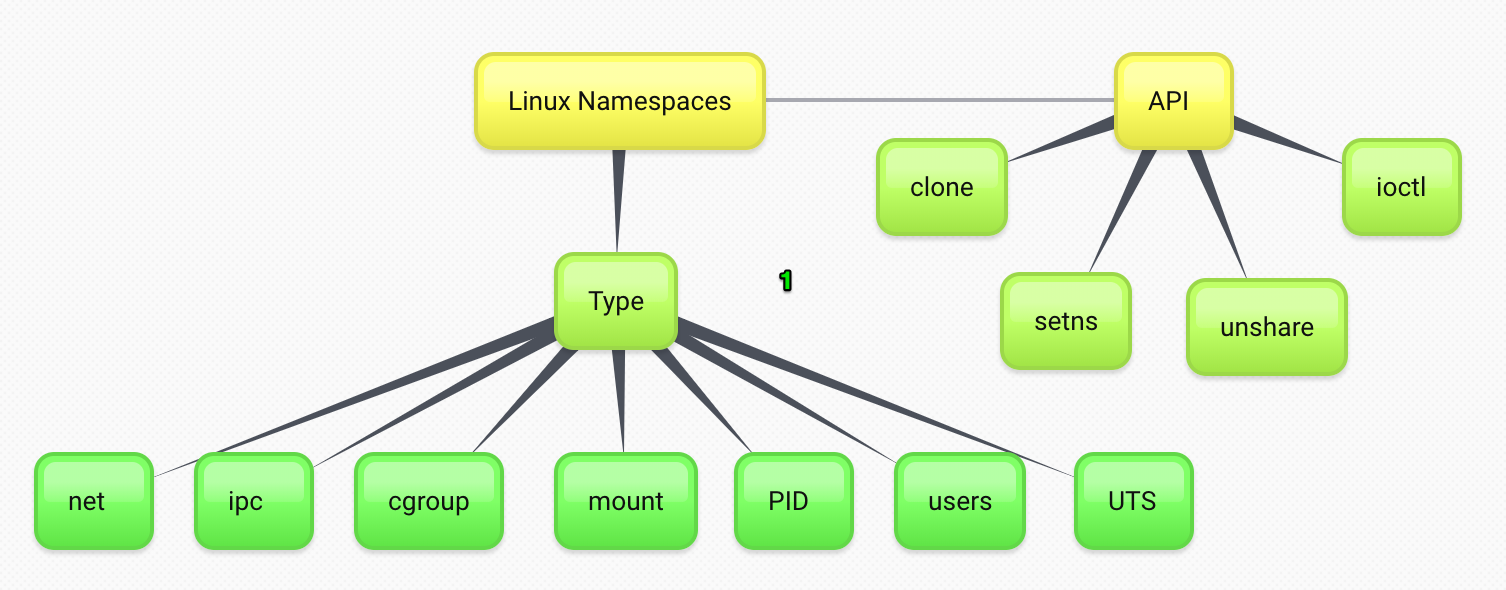 Linux Namespaces
API
clone
ioctl
setns
unshare
Type
1
net
ipc
cgroup
mount
PID
users
UTS